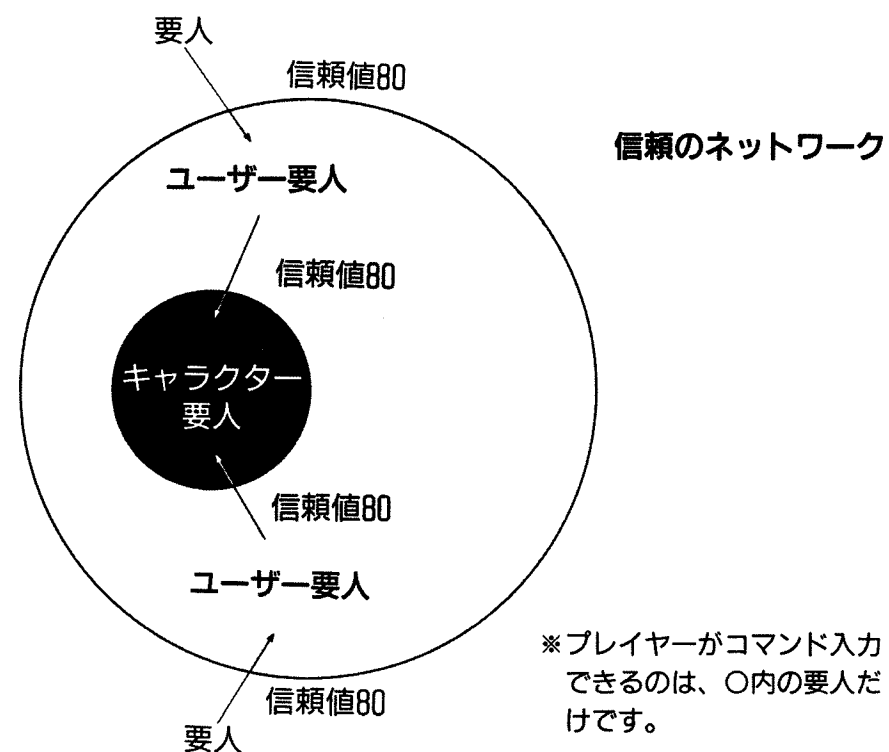 要人
信頼値80
信頼のネットワーク
ユーザー要人
信頼値80
キャラクター
要人
信頼値80
ユーザー要人
※プレイヤーがコマンド入力
できるのは、○内の要人だ
けです。
信頼値80
要人